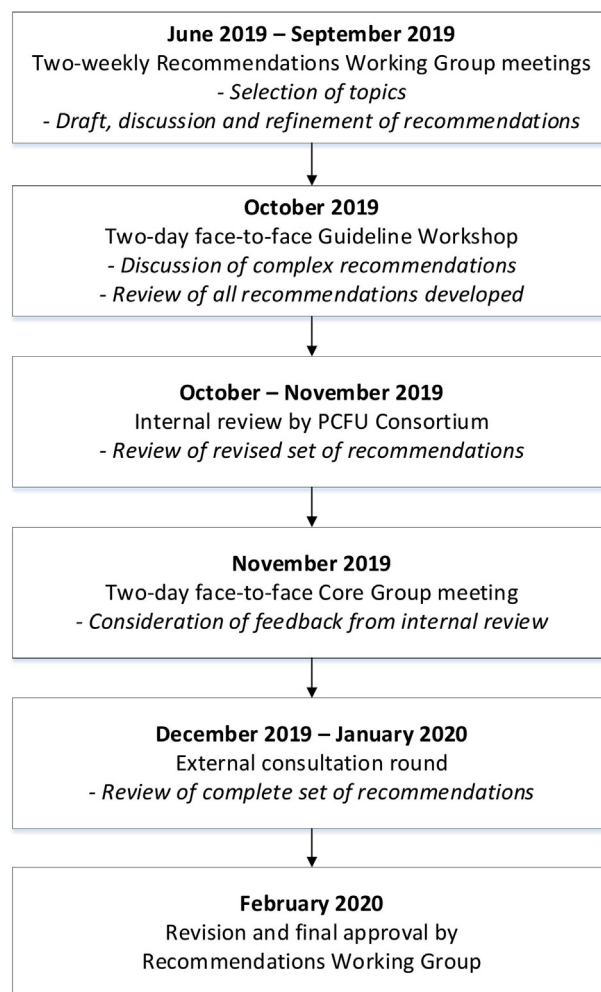 June 2019 – September 2019
Two-weekly Recommendations Working Group meetings
- Selection of topics
- Draft, discussion and refinement of recommendations
October 2019
Two-day face-to-face Guideline Workshop
- Discussion of complex recommendations
- Review of all recommendations developed
October – November 2019
Internal review by PCFU Consortium
- Review of revised set of recommendations
November 2019
Two-day face-to-face Core Group meeting
- Consideration of feedback from internal review
December 2019 – January 2020
External consultation round
- Review of complete set of recommendations
February 2020
Revision and final approval by
Recommendations Working Group